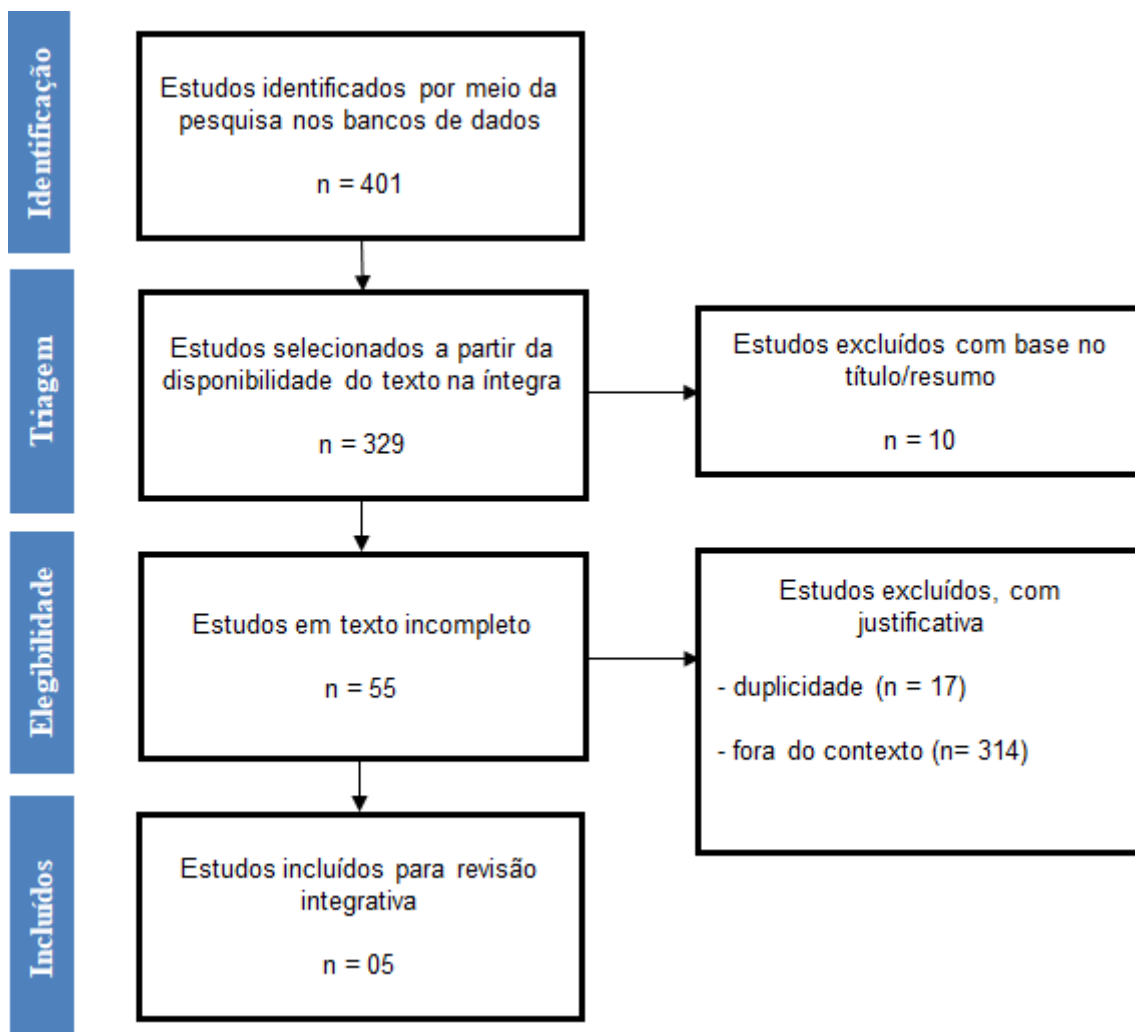 Identificação
Estudos identificados por meio da
pesquisa nos bancos de dados
n = 401
Triagem
Estudos selecionados a partir da
disponibilidade do texto na íntegra
n = 329
Estudos excluídos com base no
título/resumo
n = 10
Elegibilidade
Estudos em texto incompleto
n = 55
Estudos excluídos, com
justificativa
- duplicidade (n = 17)
- fora do contexto (n= 314)
Incluídos
Estudos incluídos para revisão
integrativa
n = 05